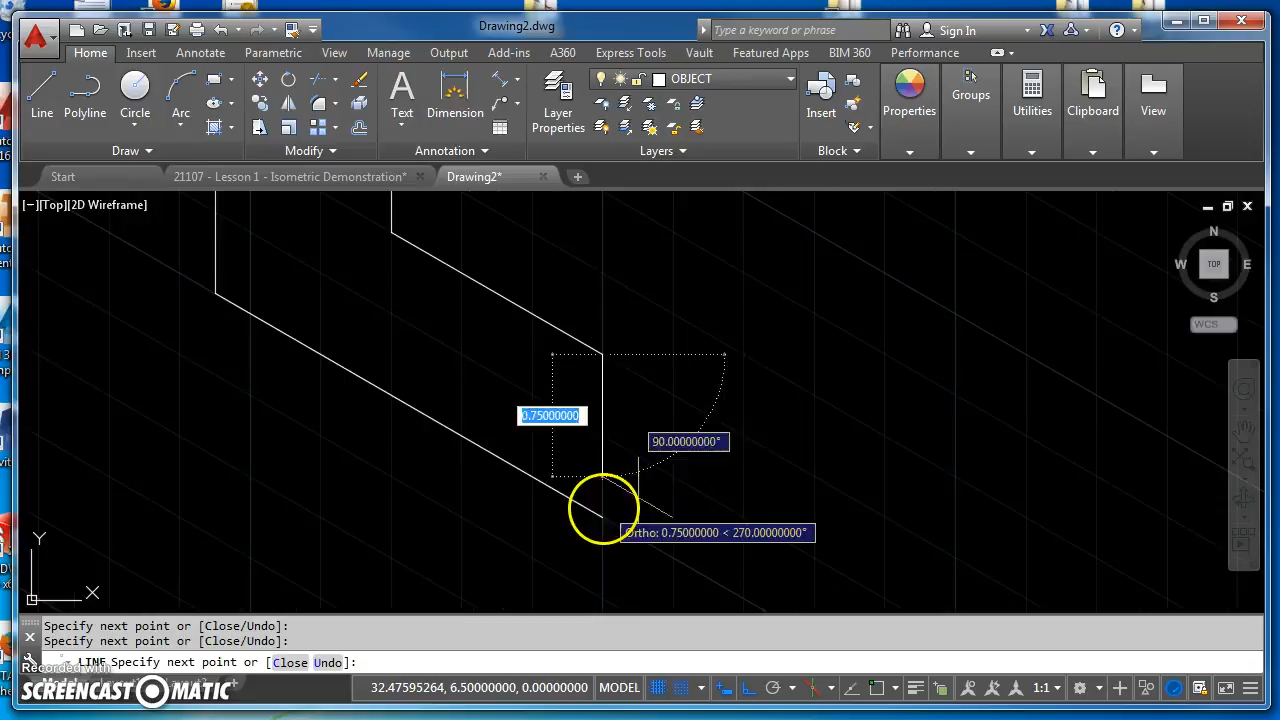 Drawing2.dwg
Type a keyword or phrase
Sign In
Home Insert Annotate Parametric View Manage Output Add-ins A360 Express Tools Vault Featured Apps BIM 360 Performance
OBJECT
Line Polyline Circle Arc Text Dimension Layer Properties Insert Properties Groups Utilities Clipboard View
Draw Modify Annotation Layers Block
Start 21107 - Lesson 1 - Isometric Demonstration* Drawing2*
[−][Top][2D Wireframe]
N
W TOP E
S
WCS
0.75000000
90.00000000°
Ortho: 0.75000000 < 270.00000000°
Y
X
Specify next point or [Close/Undo]:
Specify next point or [Close/Undo]:
LINE Specify next point or [Close Undo]:
Recorded with
SCREENCAST MATIC
32.47595264, 6.50000000, 0.00000000 MODEL 1:1